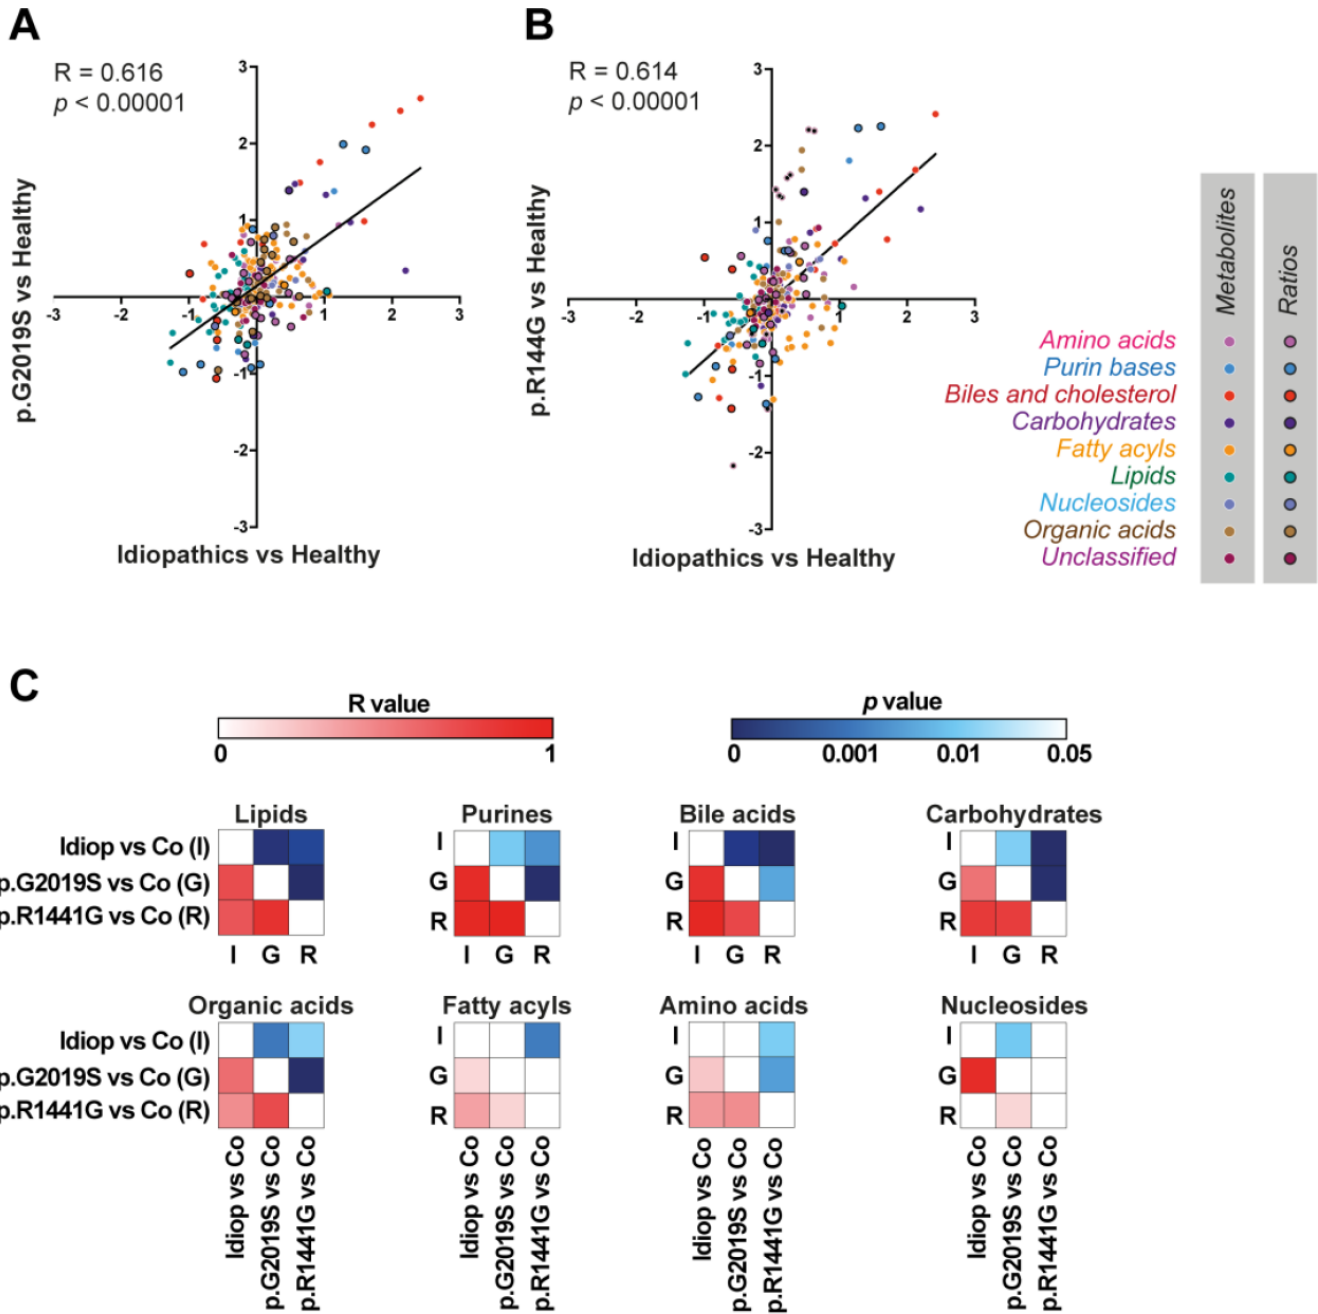 A
R = 0.616
p < 0.00001
p.G2019S vs Healthy
3
2
1
-1
-2
-3
-3
-2
-1
1
2
3
Idiopathics vs Healthy
B
R = 0.614
p < 0.00001
p.R144G vs Healthy
3
2
1
-1
-2
-3
-3
-2
-1
1
2
3
Idiopathics vs Healthy
Metabolites
Ratios
Amino acids
Purin bases
Biles and cholesterol
Carbohydrates
Fatty acyls
Lipids
Nucleosides
Organic acids
Unclassified
C
R value
0
1
p value
0
0.001
0.01
0.05
Lipids
Idiop vs Co (I)
p.G2019S vs Co (G)
p.R1441G vs Co (R)
I G R
Purines
I
G
R
I G R
Bile acids
I
G
R
I G R
Carbohydrates
I
G
R
I G R
Organic acids
Idiop vs Co (I)
p.G2019S vs Co (G)
p.R1441G vs Co (R)
Idiop vs Co
p.G2019S vs Co
p.R1441G vs Co
Fatty acyls
I
G
R
Idiop vs Co
p.G2019S vs Co
p.R1441G vs Co
Amino acids
I
G
R
Idiop vs Co
p.G2019S vs Co
p.R1441G vs Co
Nucleosides
I
G
R
Idiop vs Co
p.G2019S vs Co
p.R1441G vs Co